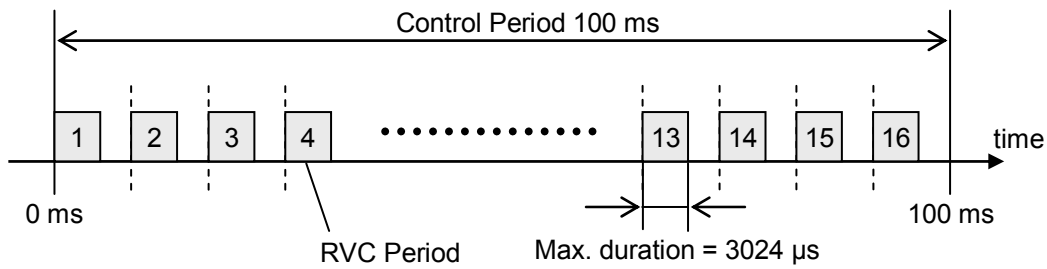 Control Period 100 ms
1 2 3 4 13 14 15 16 time
0 ms 100 ms
RVC Period Max. duration = 3024 µs